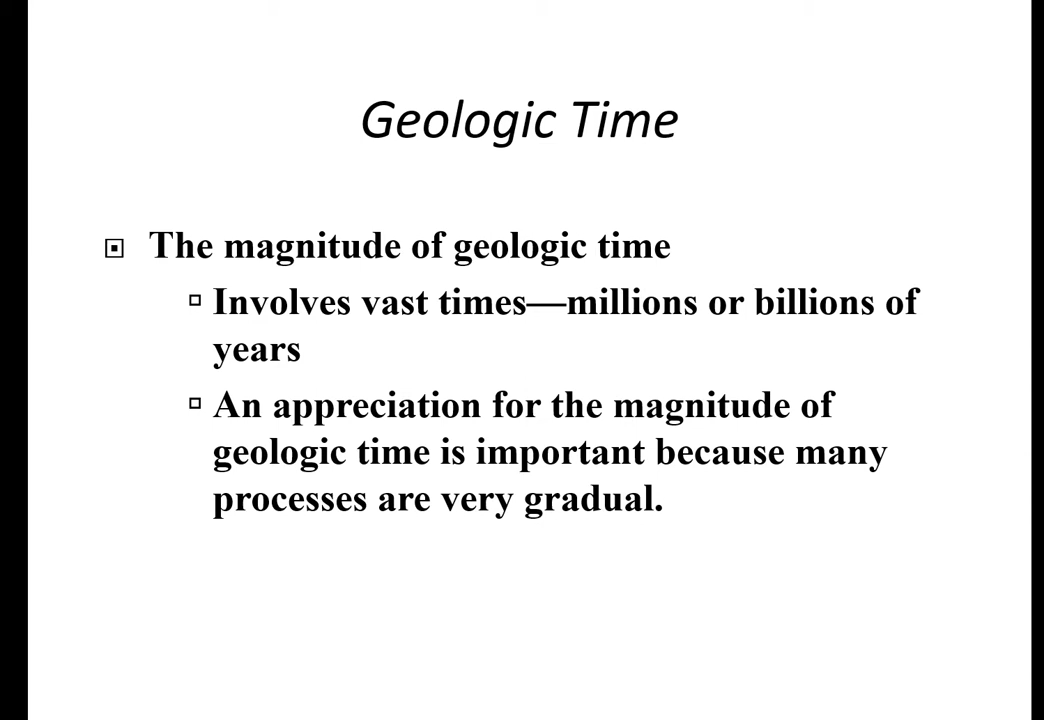 Geologic Time
The magnitude of geologic time
Involves vast times—millions or billions of
years
An appreciation for the magnitude of
geologic time is important because many
processes are very gradual.